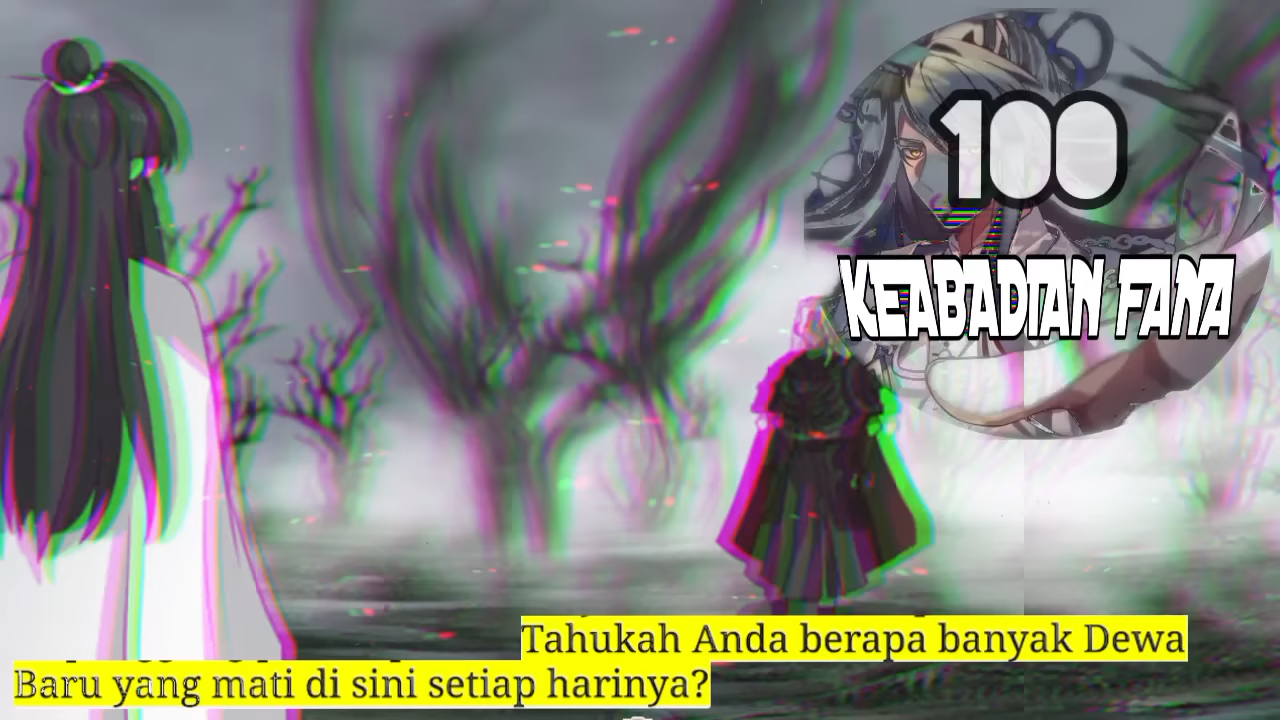 100
KEABADIAN FANA
Tahukah Anda berapa banyak Dewa
Baru yang mati di sini setiap harinya?